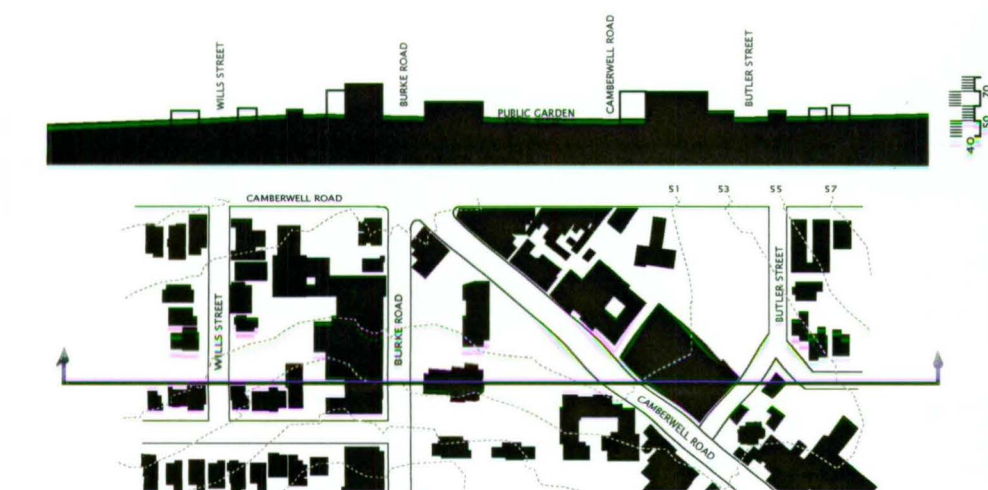 WILLS STREET
BURKE ROAD
CAMBERWELL ROAD
BUTLER STREET
PUBLIC GARDEN
70
50
40
51
53
55
57
CAMBERWELL ROAD
WILLS STREET
BURKE ROAD
BUTLER STREET
CAMBERWELL ROAD